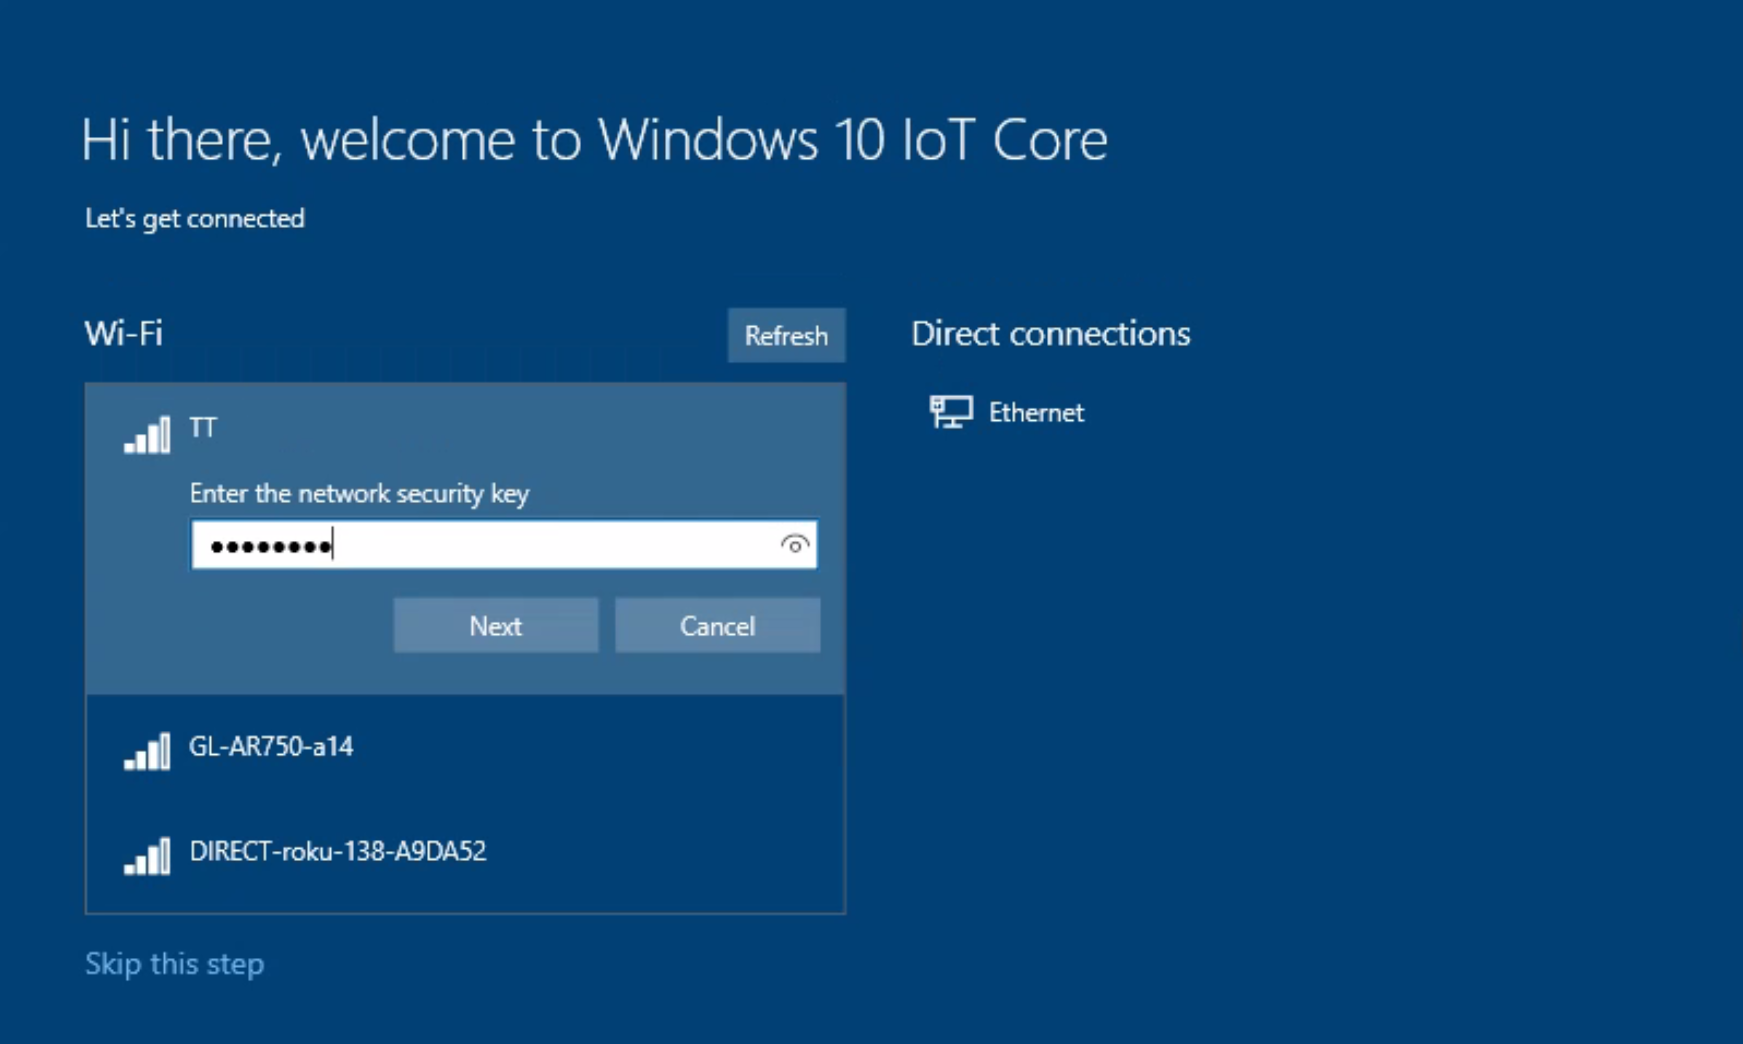 Hi there, welcome to Windows 10 IoT Core
Let's get connected
Wi-Fi
Refresh
TT
Enter the network security key
••••••••
Next
Cancel
GL-AR750-a14
DIRECT-roku-138-A9DA52
Skip this step
Direct connections
Ethernet